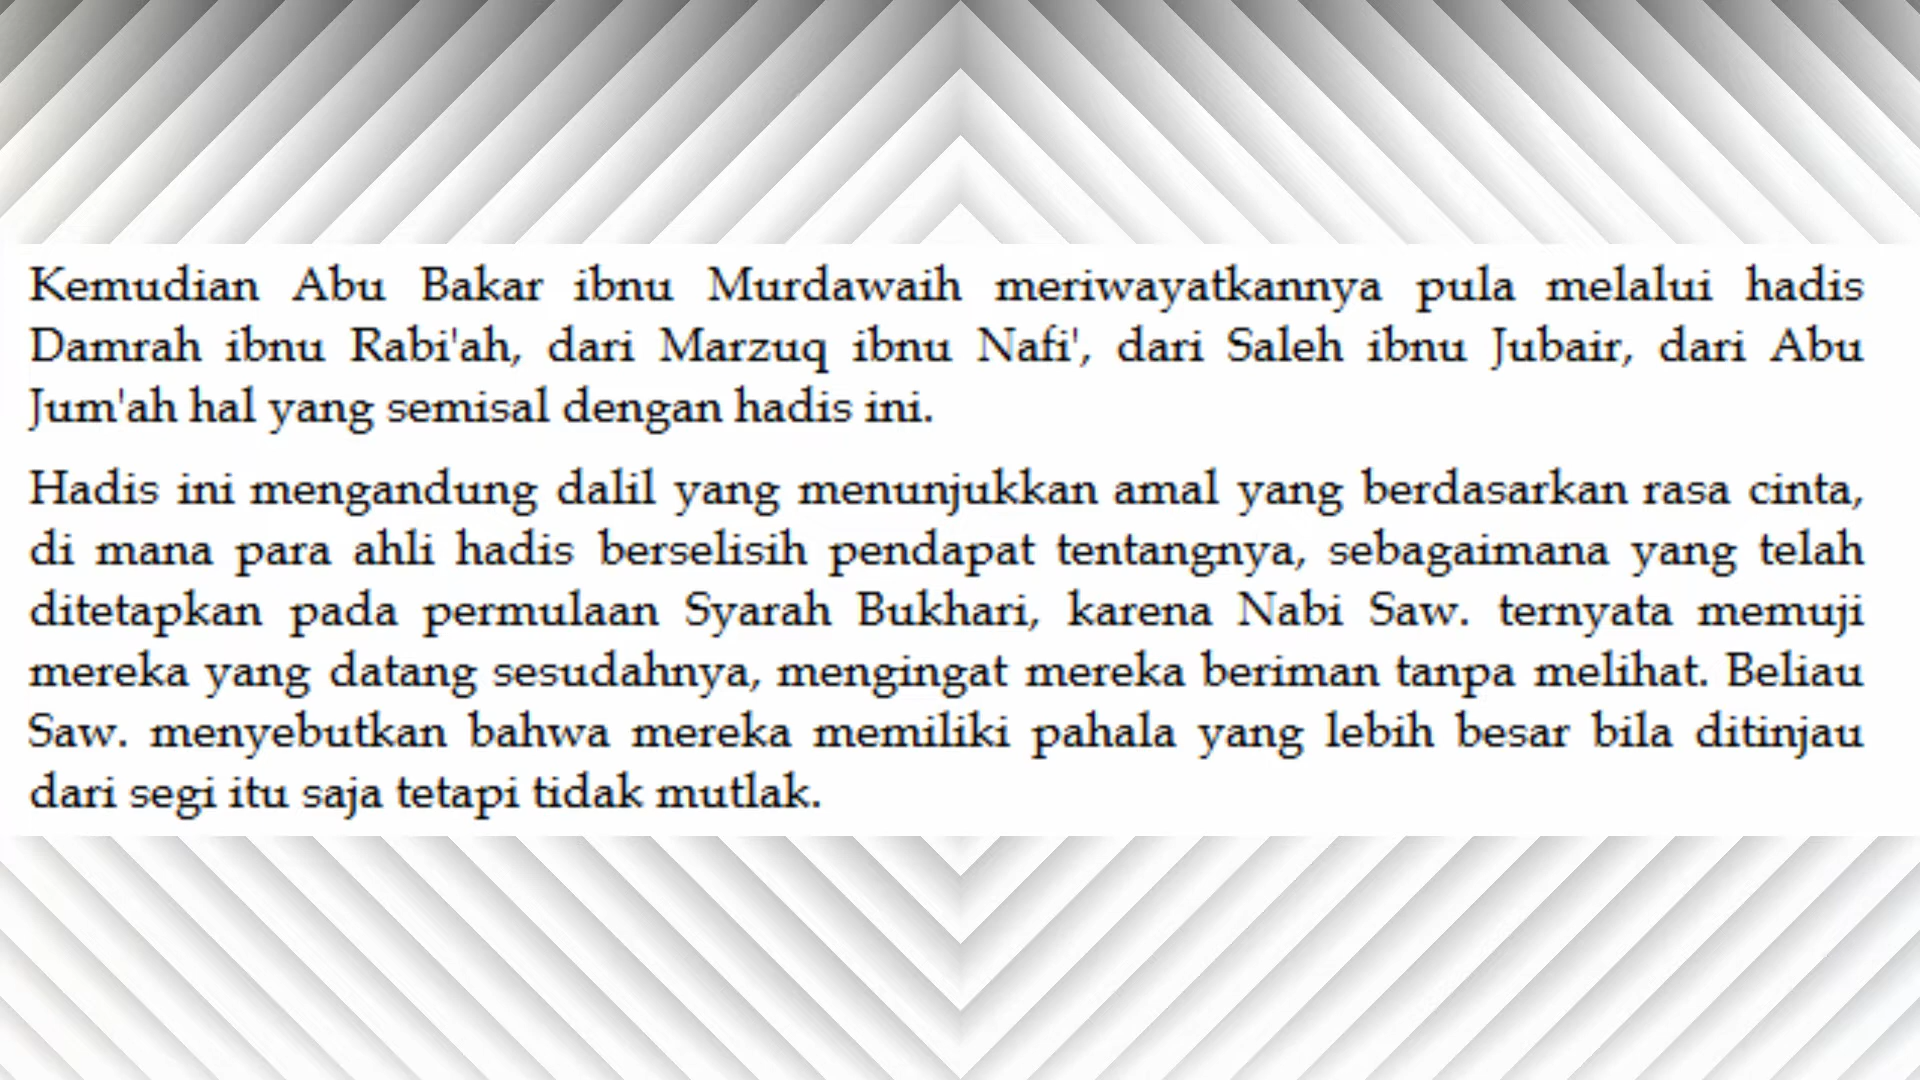 Kemudian Abu Bakar ibnu Murdawaih meriwayatkannya pula melalui hadis
Damrah ibnu Rabi'ah, dari Marzuq ibnu Nafi', dari Saleh ibnu Jubair, dari Abu
Jum'ah hal yang semisal dengan hadis ini.
Hadis ini mengandung dalil yang menunjukkan amal yang berdasarkan rasa cinta,
di mana para ahli hadis berselisih pendapat tentangnya, sebagaimana yang telah
ditetapkan pada permulaan Syarah Bukhari, karena Nabi Saw. ternyata memuji
mereka yang datang sesudahnya, mengingat mereka beriman tanpa melihat. Beliau
Saw. menyebutkan bahwa mereka memiliki pahala yang lebih besar bila ditinjau
dari segi itu saja tetapi tidak mutlak.